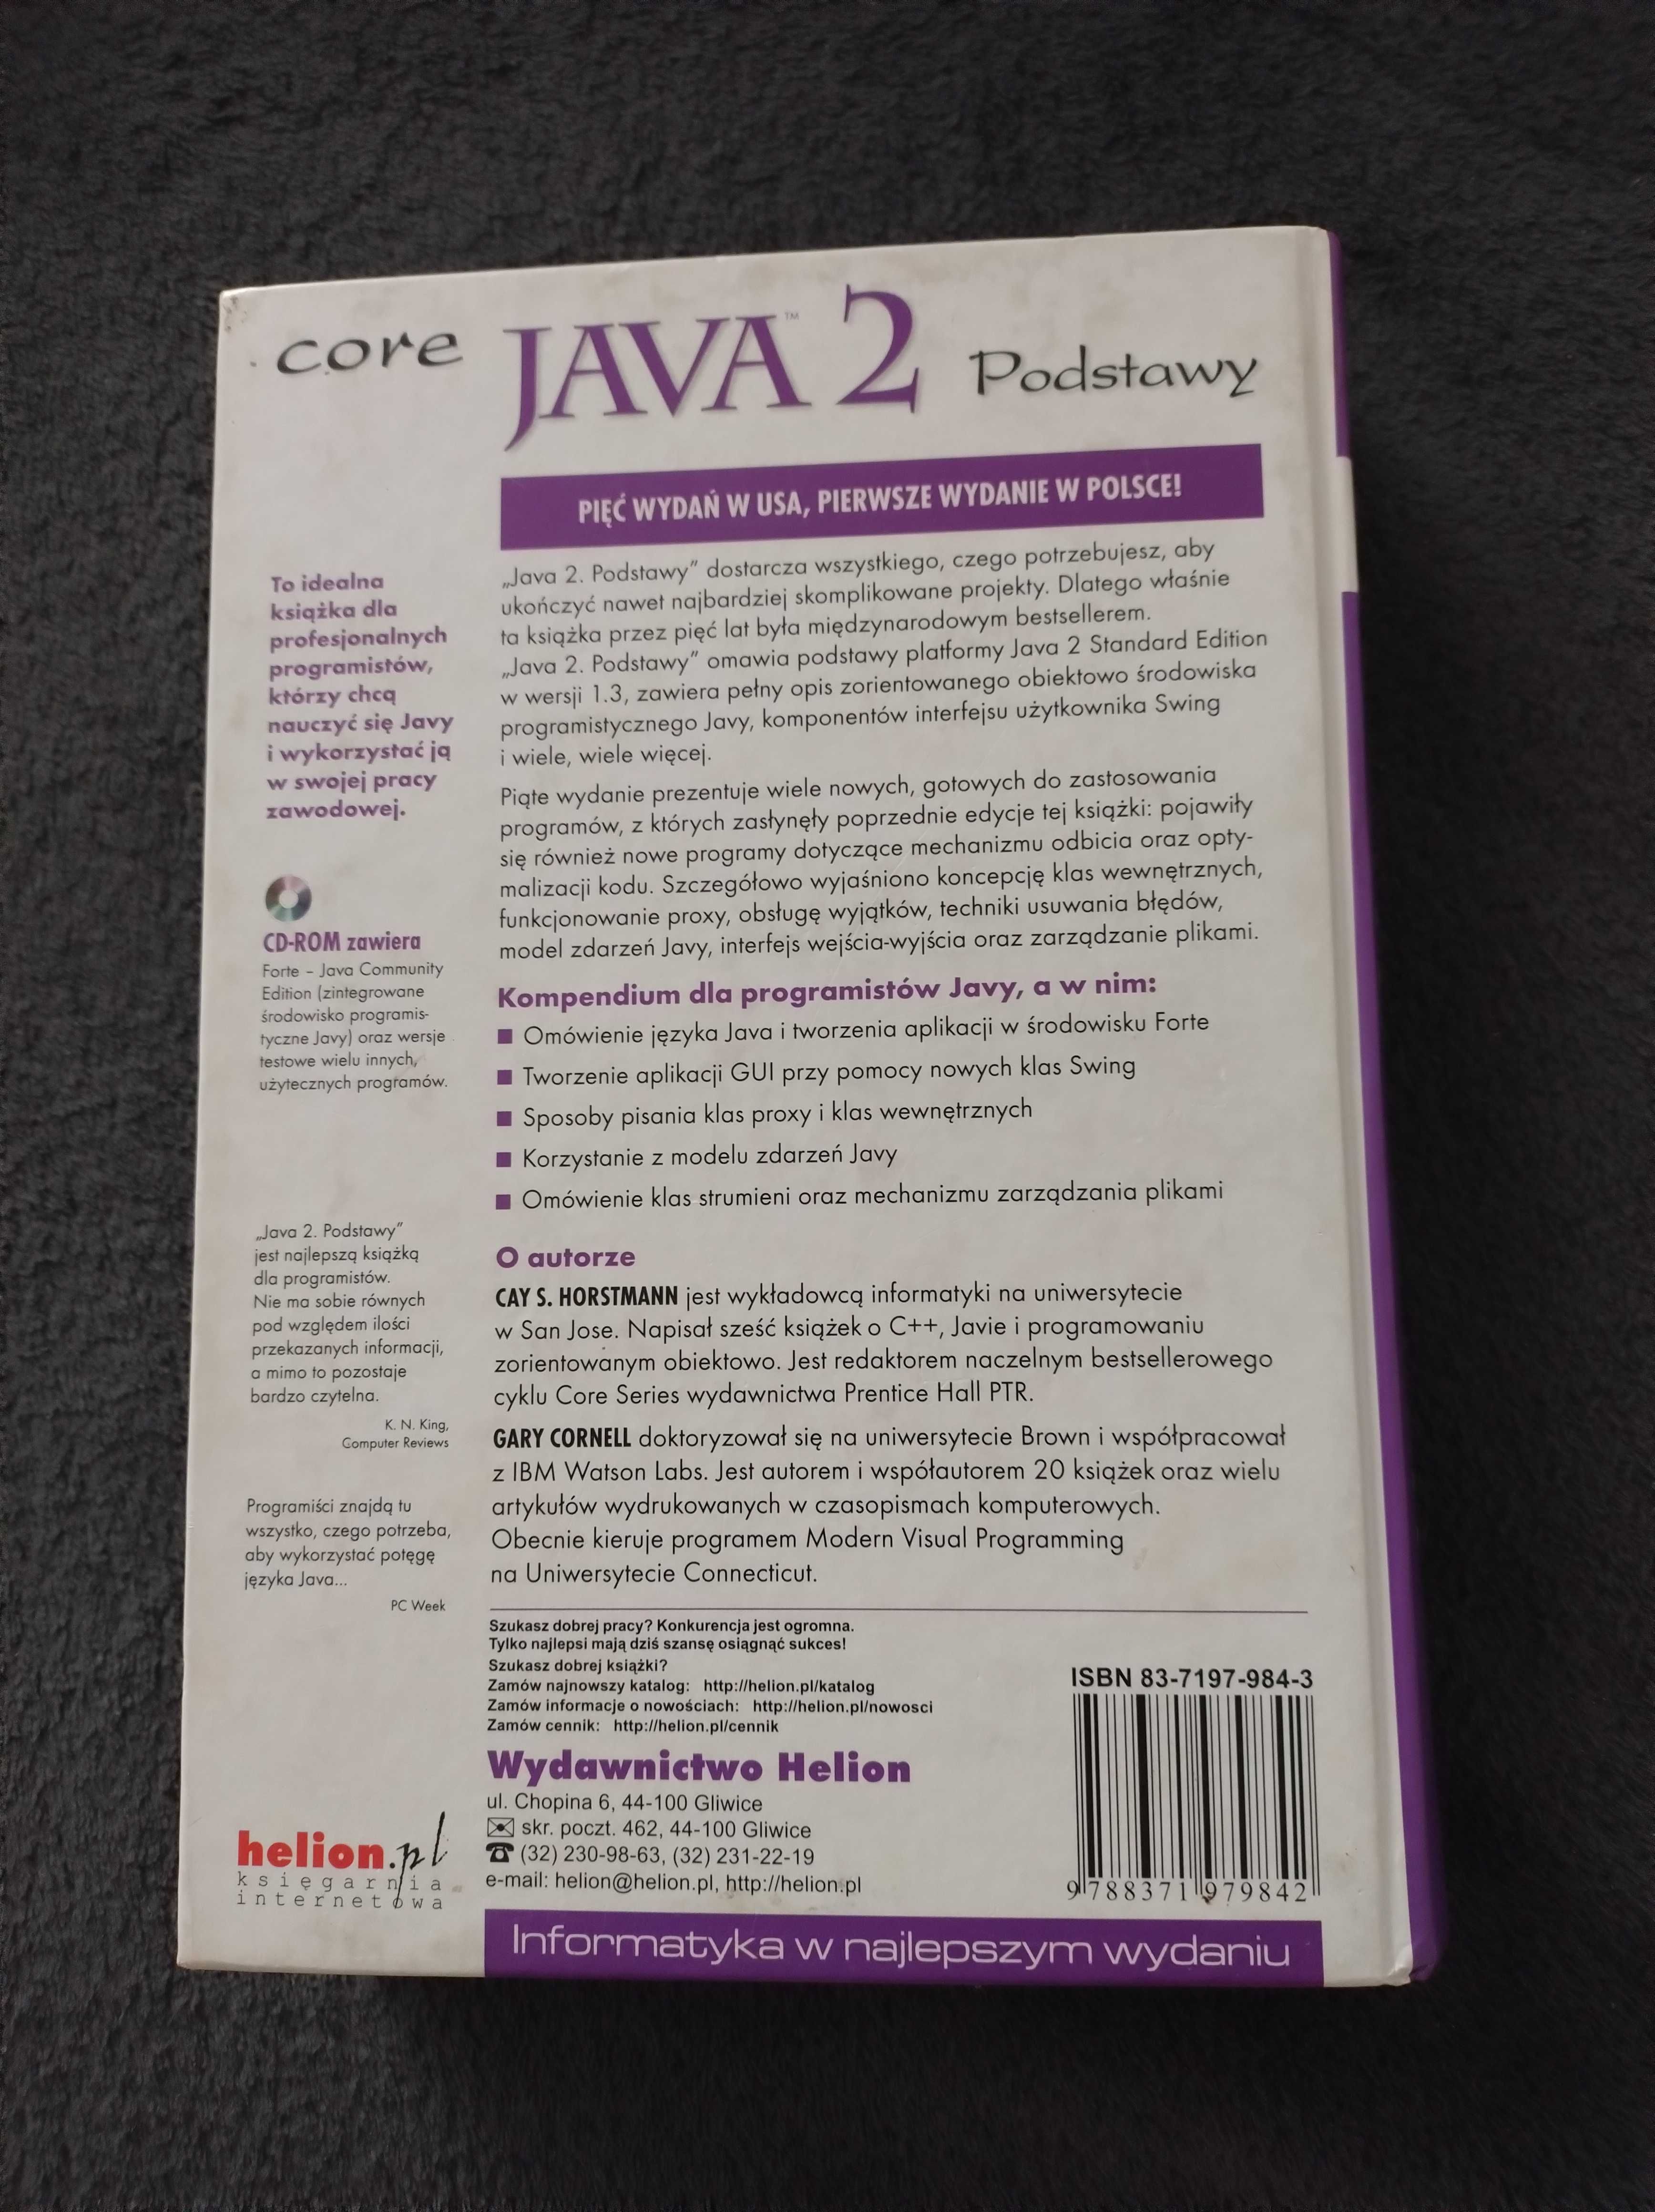 core JAVA™ 2 Podstawy
PIĘĆ WYDAŃ W USA, PIERWSZE WYDANIE W POLSCE!
To idealna
książka dla
profesjonalnych
programistów,
którzy chcą
nauczyć się Javy
i wykorzystać ją
w swojej pracy
zawodowej.
CD-ROM zawiera
Forte – Java Community
Edition (zintegrowane
środowisko programis-
tyczne Javy) oraz wersje
testowe wielu innych,
użytecznych programów.
„Java 2. Podstawy”
jest najlepszą książką
dla programistów.
Nie ma sobie równych
pod względem ilości
przekazanych informacji,
a mimo to pozostaje
bardzo czytelna.
K. N. King,
Computer Reviews
Programiści znajdą tu
wszystko, czego potrzeba,
aby wykorzystać potęgę
języka Java...
PC Week
helion.pl
księgarnia
internetowa
„Java 2. Podstawy” dostarcza wszystkiego, czego potrzebujesz, aby
ukończyć nawet najbardziej skomplikowane projekty. Dlatego właśnie
ta książka przez pięć lat była międzynarodowym bestsellerem.
„Java 2. Podstawy” omawia podstawy platformy Java 2 Standard Edition
w wersji 1.3, zawiera pełny opis zorientowanego obiektowo środowiska
programistycznego Javy, komponentów interfejsu użytkownika Swing
i wiele, wiele więcej.
Piąte wydanie prezentuje wiele nowych, gotowych do zastosowania
programów, z których zasłynęły poprzednie edycje tej książki: pojawiły
się również nowe programy dotyczące mechanizmu odbicia oraz opty-
malizacji kodu. Szczegółowo wyjaśniono koncepcję klas wewnętrznych,
funkcjonowanie proxy, obsługę wyjątków, techniki usuwania błędów,
model zdarzeń Javy, interfejs wejścia-wyjścia oraz zarządzanie plikami.
Kompendium dla programistów Javy, a w nim:
■ Omówienie języka Java i tworzenia aplikacji w środowisku Forte
■ Tworzenie aplikacji GUI przy pomocy nowych klas Swing
■ Sposoby pisania klas proxy i klas wewnętrznych
■ Korzystanie z modelu zdarzeń Javy
■ Omówienie klas strumieni oraz mechanizmu zarządzania plikami
O autorze
CAY S. HORSTMANN jest wykładowcą informatyki na uniwersytecie
w San Jose. Napisał sześć książek o C++, Javie i programowaniu
zorientowanym obiektowo. Jest redaktorem naczelnym bestsellerowego
cyklu Core Series wydawnictwa Prentice Hall PTR.
GARY CORNELL doktoryzował się na uniwersytecie Brown i współpracował
z IBM Watson Labs. Jest autorem i współautorem 20 książek oraz wielu
artykułów wydrukowanych w czasopismach komputerowych.
Obecnie kieruje programem Modern Visual Programming
na Uniwersytecie Connecticut.
Szukasz dobrej pracy? Konkurencja jest ogromna.
Tylko najlepsi mają dziś szansę osiągnąć sukces!
Szukasz dobrej książki?
Zamów najnowszy katalog: http://helion.pl/katalog
Zamów informacje o nowościach: http://helion.pl/nowosci
Zamów cennik: http://helion.pl/cennik
Wydawnictwo Helion
ul. Chopina 6, 44-100 Gliwice
skr. poczt. 462, 44-100 Gliwice
(32) 230-98-63, (32) 231-22-19
e-mail: helion@helion.pl, http://helion.pl
ISBN 83-7197-984-3
9 788371 979842
Informatyka w najlepszym wydaniu